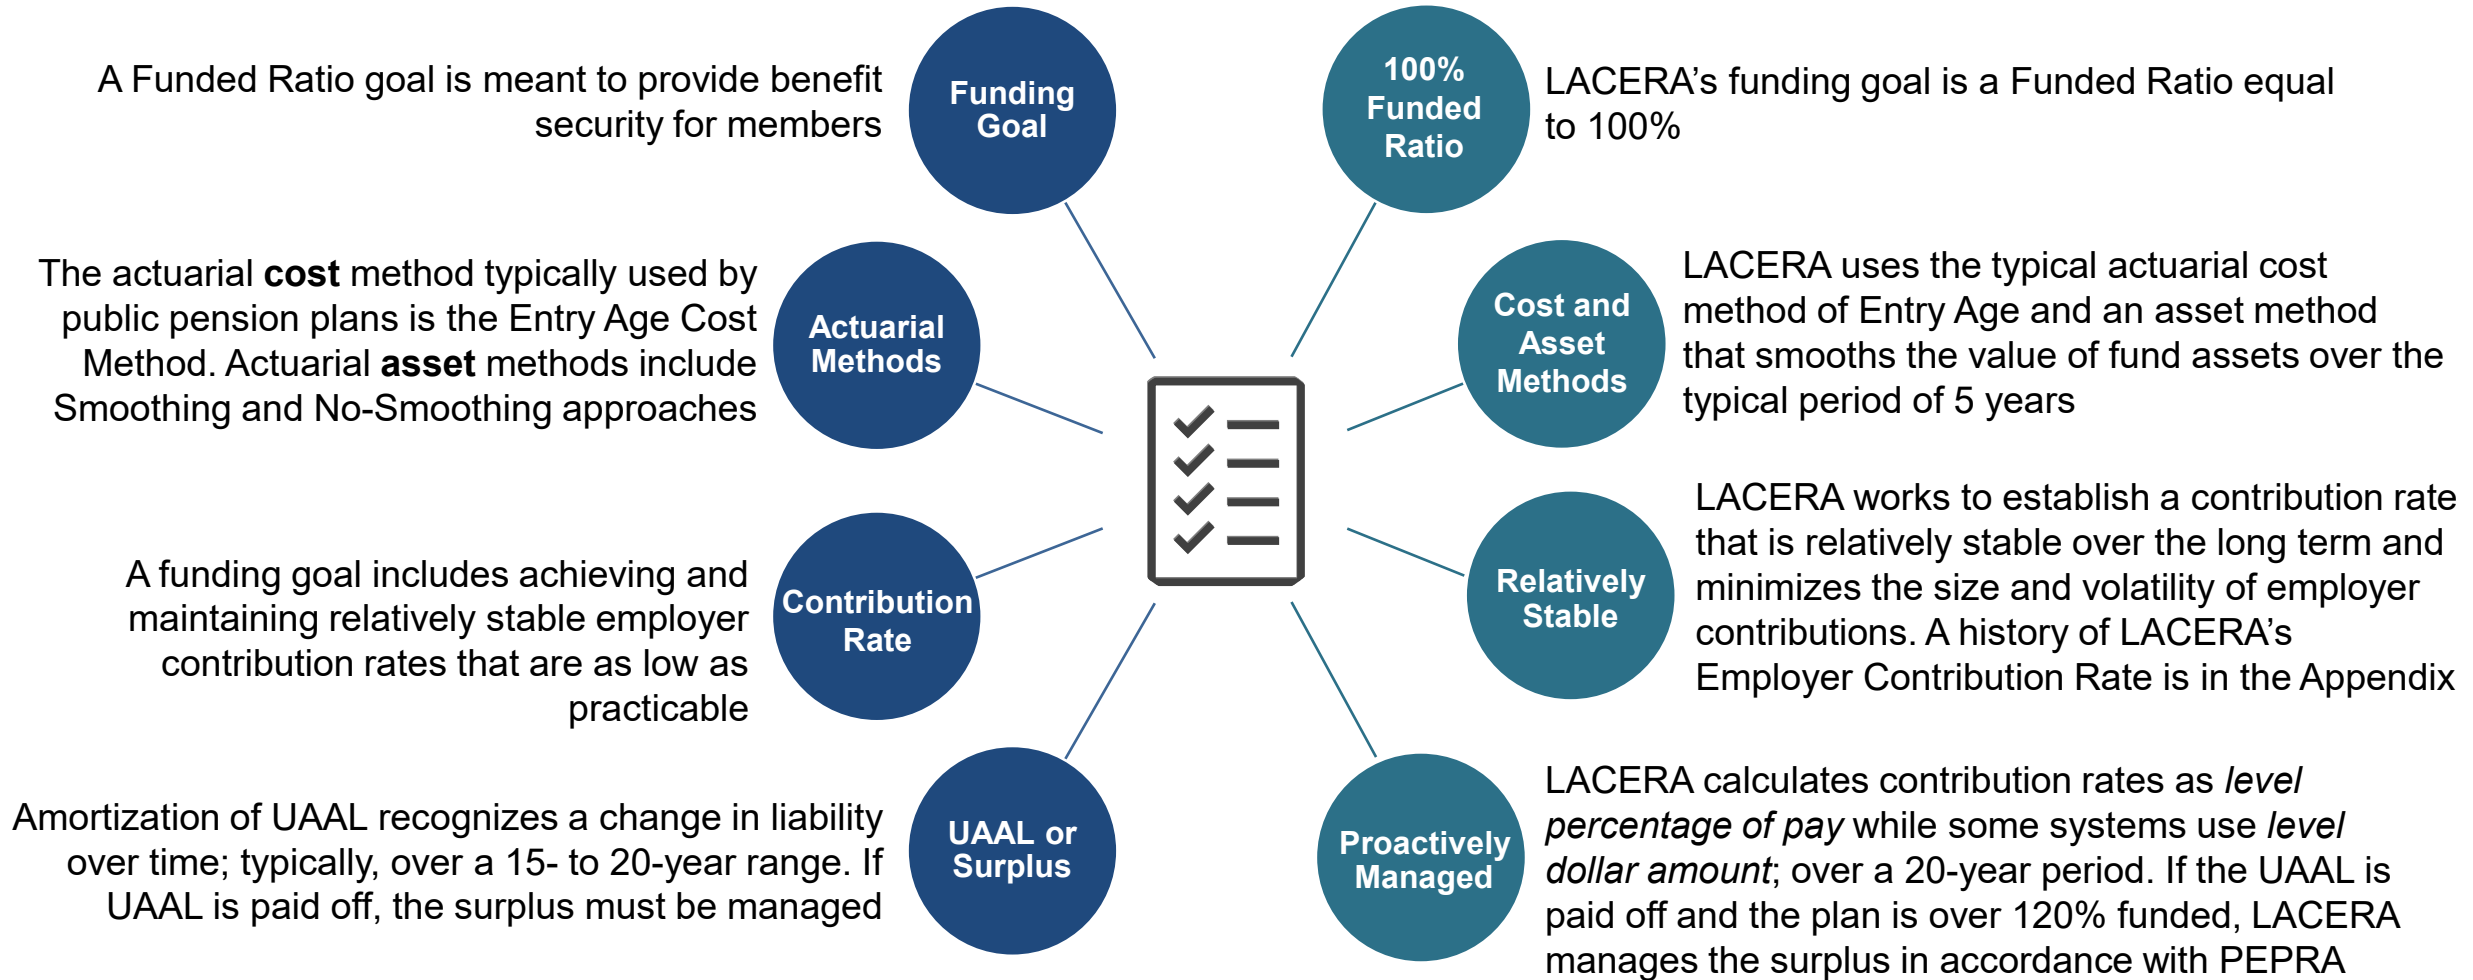 A Funded Ratio goal is meant to provide benefit
security for members
Funding
Goal
100%
Funded
Ratio
LACERA’s funding goal is a Funded Ratio equal
to 100%
The actuarial cost method typically used by
public pension plans is the Entry Age Cost
Method. Actuarial asset methods include
Smoothing and No-Smoothing approaches
Actuarial
Methods
Cost and
Asset
Methods
LACERA uses the typical actuarial cost
method of Entry Age and an asset method
that smooths the value of fund assets over the
typical period of 5 years
A funding goal includes achieving and
maintaining relatively stable employer
contribution rates that are as low as
practicable
Contribution
Rate
Relatively
Stable
LACERA works to establish a contribution rate
that is relatively stable over the long term and
minimizes the size and volatility of employer
contributions. A history of LACERA’s
Employer Contribution Rate is in the Appendix
Amortization of UAAL recognizes a change in liability
over time; typically, over a 15- to 20-year range. If
UAAL is paid off, the surplus must be managed
UAAL or
Surplus
Proactively
Managed
LACERA calculates contribution rates as level
percentage of pay while some systems use level
dollar amount; over a 20-year period. If the UAAL is
paid off and the plan is over 120% funded, LACERA
manages the surplus in accordance with PEPRA